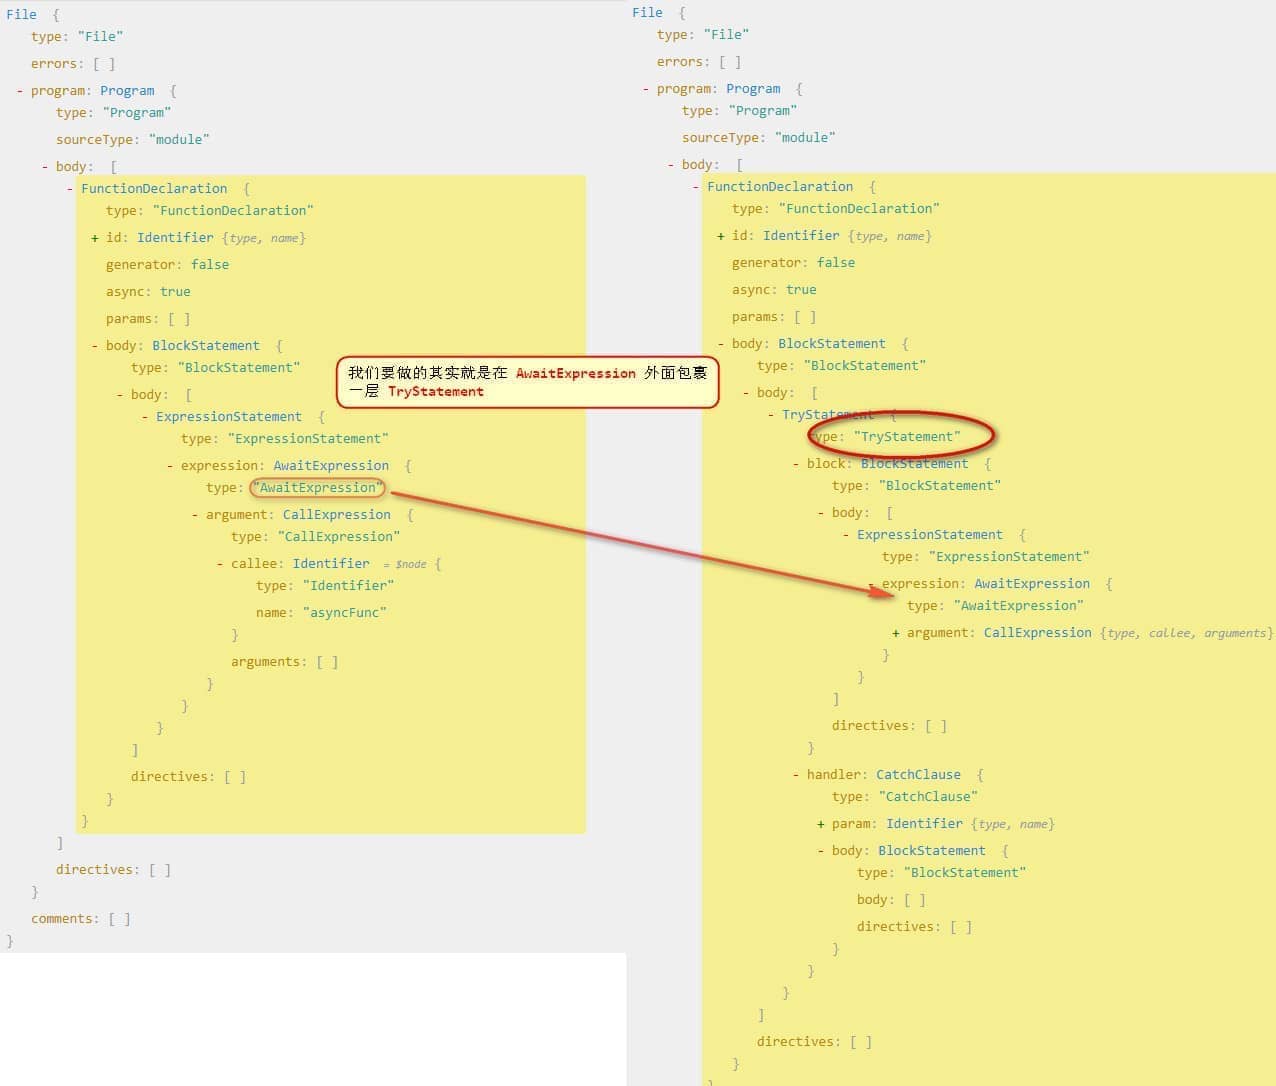 File {
type: "File"
errors: [ ]
- program: Program {
type: "Program"
sourceType: "module"
- body: [
- FunctionDeclaration {
type: "FunctionDeclaration"
+ id: Identifier {type, name}
generator: false
async: true
params: [ ]
- body: BlockStatement {
type: "BlockStatement"
- body: [
- ExpressionStatement {
type: "ExpressionStatement"
- expression: AwaitExpression {
type: "AwaitExpression"
- argument: CallExpression {
type: "CallExpression"
- callee: Identifier = $node {
type: "Identifier"
name: "asyncFunc"
}
arguments: [ ]
}
}
}
]
directives: [ ]
}
}
]
directives: [ ]
}
comments: [ ]
}
我们要做的其实就是在 AwaitExpression 外面包裹
一层 TryStatement
File {
type: "File"
errors: [ ]
- program: Program {
type: "Program"
sourceType: "module"
- body: [
- FunctionDeclaration {
type: "FunctionDeclaration"
+ id: Identifier {type, name}
generator: false
async: true
params: [ ]
- body: BlockStatement {
type: "BlockStatement"
- body: [
- TryStatement {
type: "TryStatement"
- block: BlockStatement {
type: "BlockStatement"
- body: [
- ExpressionStatement {
type: "ExpressionStatement"
- expression: AwaitExpression {
type: "AwaitExpression"
+ argument: CallExpression {type, callee, arguments}
}
}
]
directives: [ ]
}
- handler: CatchClause {
type: "CatchClause"
+ param: Identifier {type, name}
- body: BlockStatement {
type: "BlockStatement"
body: [ ]
directives: [ ]
}
}
}
]
directives: [ ]
}
}